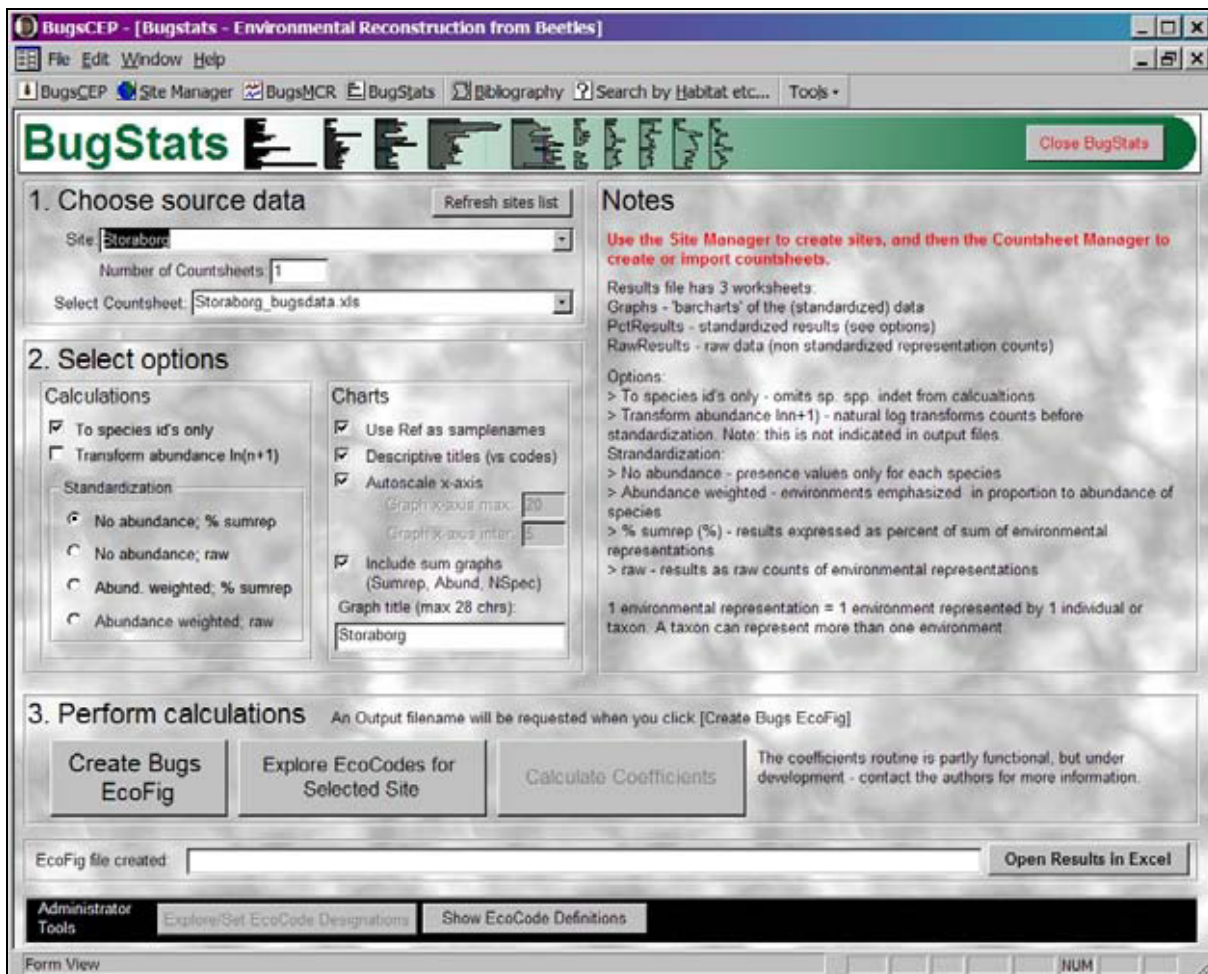 BugsCEP - [Bugstats - Environmental Reconstruction from Beetles]
File Edit Window Help
BugsCEP Site Manager BugsMCR BugStats Bibliography Search by Habitat etc... Tools
BugStats
Close BugStats
1. Choose source data
Refresh sites list
Site: Storaborg
Number of Countsheets: 1
Select Countsheet: Storaborg_bugsdata.xls
2. Select options
Calculations
To species id's only
Transform abundance ln(n+1)
Standardization
No abundance; % sumrep
No abundance; raw
Abund. weighted; % sumrep
Abundance weighted; raw
Charts
Use Ref as samplenames
Descriptive titles (vs codes)
Autoscale x-axis
Graph x-axis max. 20
Graph x-axis inter. 5
Include sum graphs
(Sumrep, Abund, NSpec)
Graph title (max 28 chrs):
Storaborg
Notes
Use the Site Manager to create sites, and then the Countsheet Manager to
create or import countsheets.
Results file has 3 worksheets:
Graphs - 'barcharts' of the (standardized) data
PctResults - standardized results (see options)
RawResults - raw data (non standardized representation counts)
Options:
> To species id's only - omits sp. spp. indet from calcualtions
> Transform abundance lnn+1) - natural log transforms counts before
standardization. Note: this is not indicated in output files.
Strandardization:
> No abundance - presence values only for each species
> Abundance weighted - environments emphasized in proportion to abundance of
species
> % sumrep (%) - results expressed as percent of sum of environmental
representations
> raw - results as raw counts of environmental representations
1 environmental representation = 1 environment represented by 1 individual or
taxon. A taxon can represent more than one environment.
3. Perform calculations
An Output filename will be requested when you click [Create Bugs EcoFig]
Create Bugs
EcoFig
Explore EcoCodes for
Selected Site
Calculate Coefficients
The coefficients routine is partly functional, but under
development - contact the authors for more information.
EcoFig file created:
Open Results in Excel
Administrator
Tools
Explore/Set EcoCode Designations
Show EcoCode Definitions
Form View
NUM